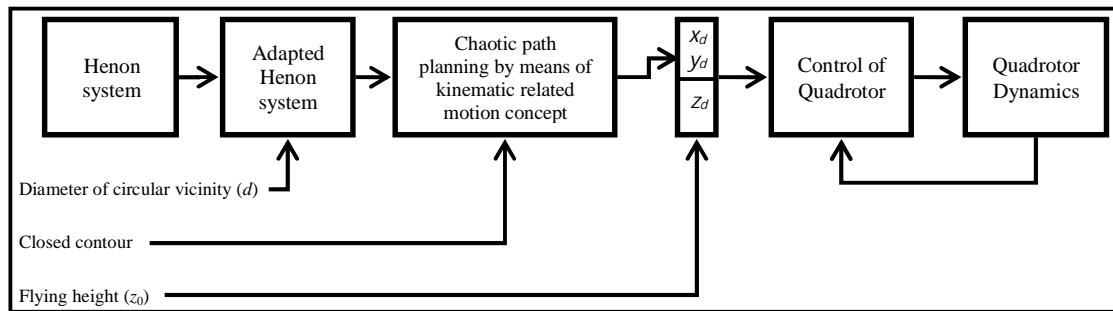 Henon
system
Adapted
Henon
system
Chaotic path
planning by means of
kinematic related
motion concept
xd
yd
zd
Control of
Quadrotor
Quadrotor
Dynamics
Diameter of circular vicinity (d)
Closed contour
Flying height (z0)